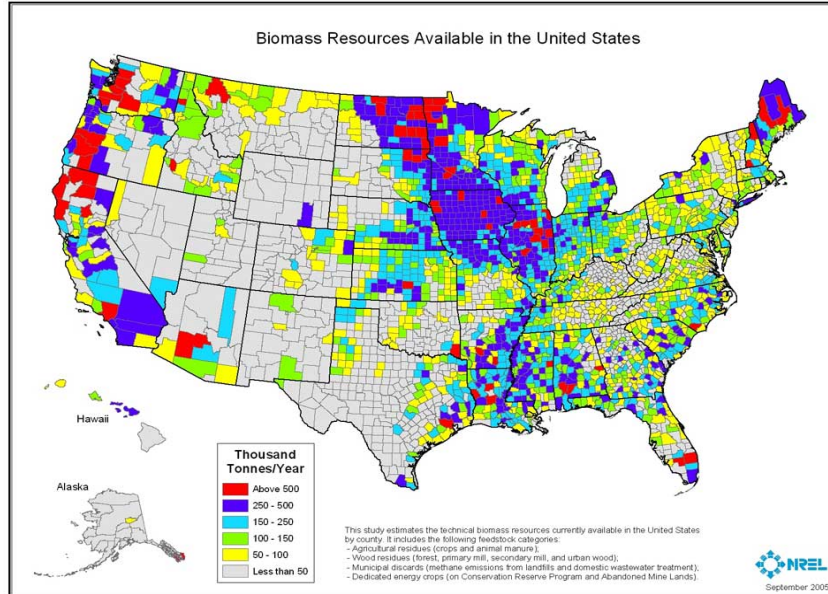 Biomass Resources Available in the United States
Hawaii
Alaska
Thousand
Tonnes/Year
Above 500
250 - 500
150 - 250
100 - 150
50 - 100
Less than 50
This study estimates the technical biomass resources currently available in the United States
by county. It includes the following feedstock categories:
- Agricultural residues (crops and animal manure);
- Wood residues (forest, primary mill, secondary mill, and urban wood);
- Municipal discards (methane emissions from landfills and domestic wastewater treatment);
- Dedicated energy crops (on Conservation Reserve Program and Abandoned Mine Lands).
NREL
September 2005